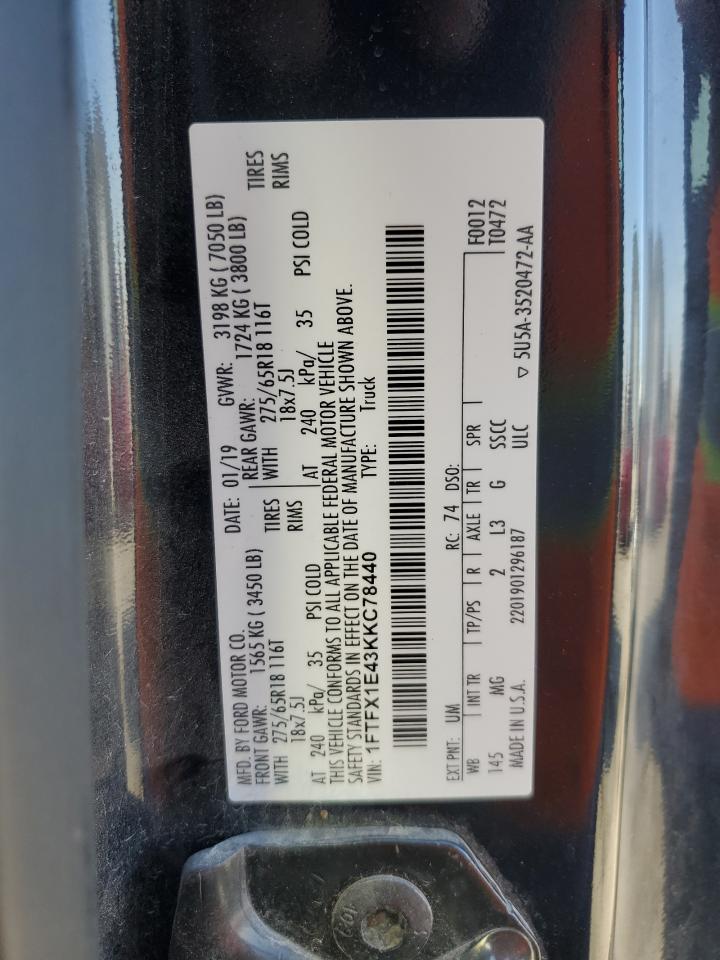 MFD. BY FORD MOTOR CO.
DATE: 01/19 GVWR: 3198 KG ( 7050 LB)
FRONT GAWR: 1565 KG ( 3450 LB) REAR GAWR: 1724 KG ( 3800 LB)
WITH 275/65R18 116T TIRES WITH 275/65R18 116T TIRES
18x7.5J RIMS 18x7.5J RIMS
AT 240 kPa/ 35 PSI COLD AT 240 kPa/ 35 PSI COLD
THIS VEHICLE CONFORMS TO ALL APPLICABLE FEDERAL MOTOR VEHICLE
SAFETY STANDARDS IN EFFECT ON THE DATE OF MANUFACTURE SHOWN ABOVE.
VIN: 1FTFX1E43KKC78440 TYPE: Truck
EXT PNT: UM RC: 74 DSO:
WB INT TR TP/PS R AXLE TR SPR F0012
145 MG 2 L3 G SSCC T0472
MADE IN U.S.A. 2201901296187 ULC ▽ 5U5A-3520472-AA